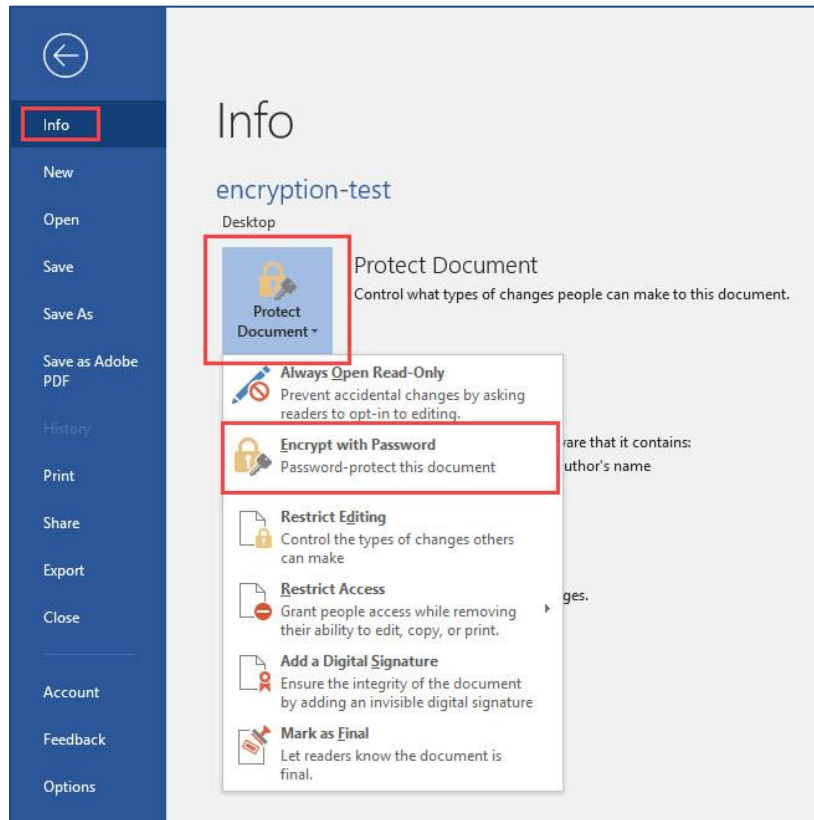 Info
New
Open
Save
Save As
Save as Adobe
PDF
History
Print
Share
Export
Close
Account
Feedback
Options
Info
encryption-test
Desktop
Protect
Document
Protect Document
Control what types of changes people can make to this document.
Always Open Read-Only
Prevent accidental changes by asking
readers to opt-in to editing.
Encrypt with Password
Password-protect this document
Restrict Editing
Control the types of changes others
can make
Restrict Access
Grant people access while removing
their ability to edit, copy, or print.
Add a Digital Signature
Ensure the integrity of the document
by adding an invisible digital signature
Mark as Final
Let readers know the document is
final.
that it contains:
name